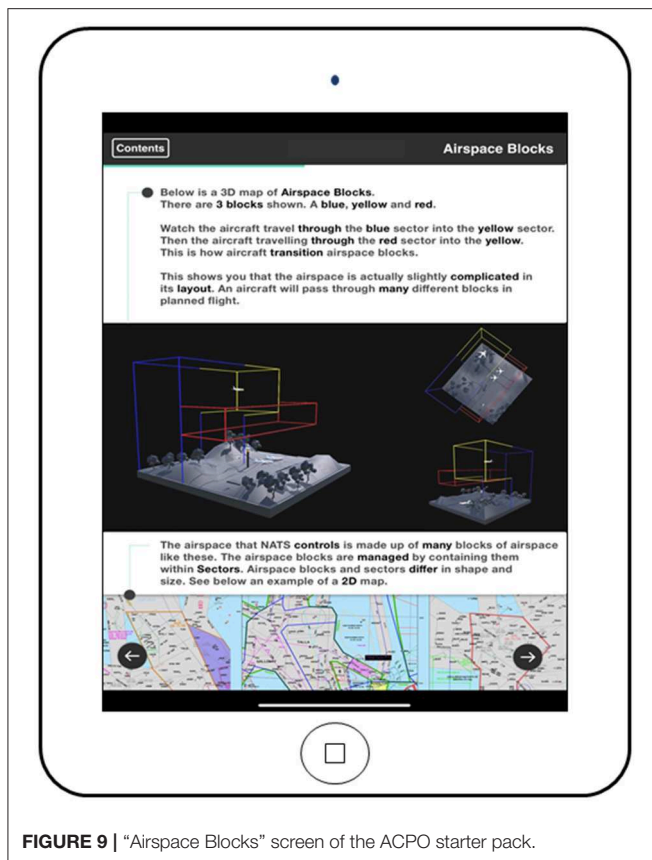 Contents
Airspace Blocks
Below is a 3D map of Airspace Blocks.
There are 3 blocks shown. A blue, yellow and red.
Watch the aircraft travel through the blue sector into the yellow sector.
Then the aircraft travelling through the red sector into the yellow.
This is how aircraft transition airspace blocks.
This shows you that the airspace is actually slightly complicated in
its layout. An aircraft will pass through many different blocks in
planned flight.
The airspace that NATS controls is made up of many blocks of airspace
like these. The airspace blocks are managed by containing them
within Sectors. Airspace blocks and sectors differ in shape and
size. See below an example of a 2D map.
FIGURE 9 | "Airspace Blocks" screen of the ACPO starter pack.